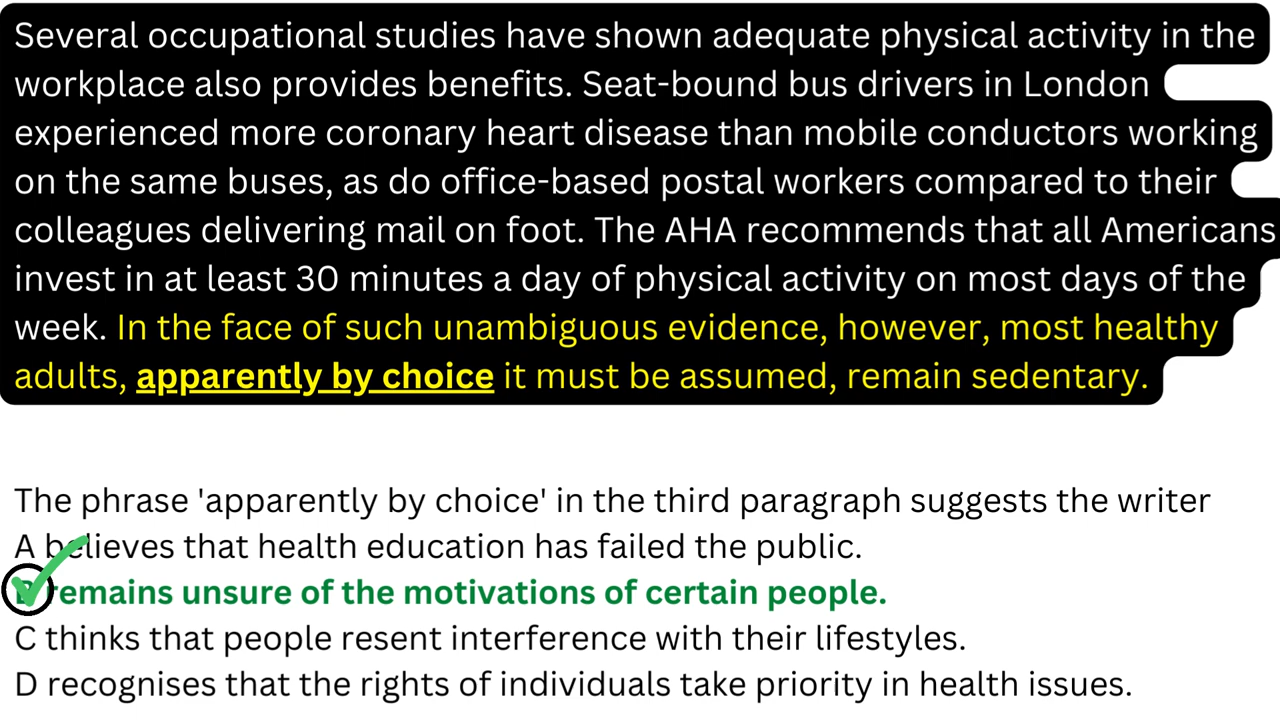 Several occupational studies have shown adequate physical activity in the
workplace also provides benefits. Seat-bound bus drivers in London
experienced more coronary heart disease than mobile conductors working
on the same buses, as do office-based postal workers compared to their
colleagues delivering mail on foot. The AHA recommends that all Americans
invest in at least 30 minutes a day of physical activity on most days of the
week. In the face of such unambiguous evidence, however, most healthy
adults, apparently by choice it must be assumed, remain sedentary.
The phrase 'apparently by choice' in the third paragraph suggests the writer
A believes that health education has failed the public.
B remains unsure of the motivations of certain people.
C thinks that people resent interference with their lifestyles.
D recognises that the rights of individuals take priority in health issues.